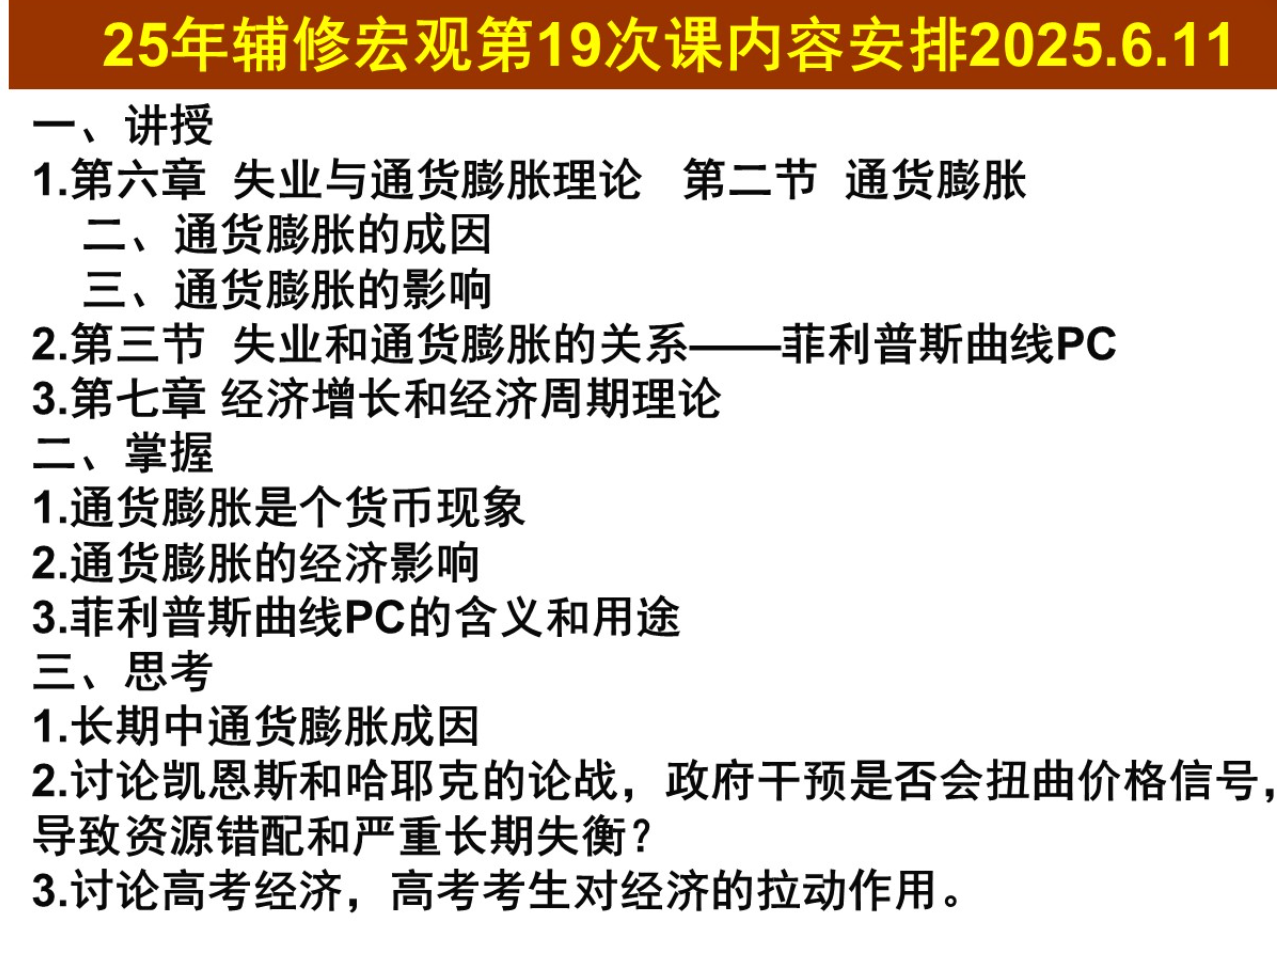 25年辅修宏观第19次课内容安排2025.6.11
一、讲授
1.第六章 失业与通货膨胀理论 第二节 通货膨胀
二、通货膨胀的成因
三、通货膨胀的影响
2.第三节 失业和通货膨胀的关系——菲利普斯曲线PC
3.第七章 经济增长和经济周期理论
二、掌握
1.通货膨胀是个货币现象
2.通货膨胀的经济影响
3.菲利普斯曲线PC的含义和用途
三、思考
1.长期中通货膨胀成因
2.讨论凯恩斯和哈耶克的论战，政府干预是否会扭曲价格信号，
导致资源错配和严重长期失衡？
3.讨论高考经济，高考考生对经济的拉动作用。